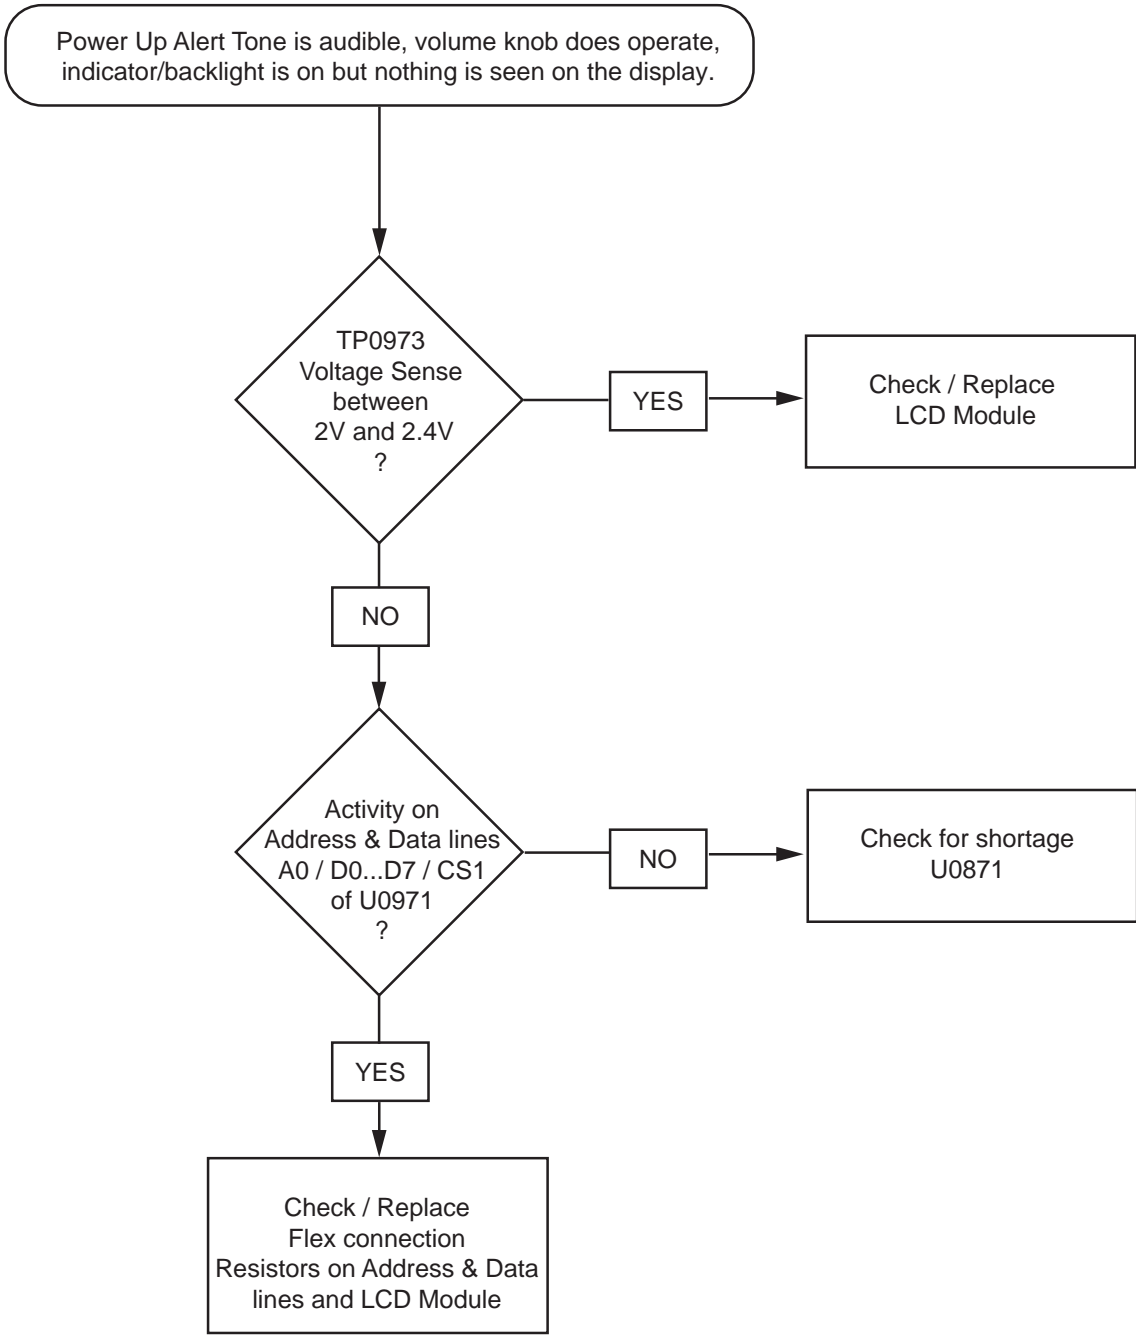 Power Up Alert Tone is audible, volume knob does operate,
indicator/backlight is on but nothing is seen on the display.
TP0973
Voltage Sense
between
2V and 2.4V
?
YES
Check / Replace
LCD Module
NO
Activity on
Address & Data lines
A0 / D0...D7 / CS1
of U0971
?
NO
Check for shortage
U0871
YES
Check / Replace
Flex connection
Resistors on Address & Data
lines and LCD Module